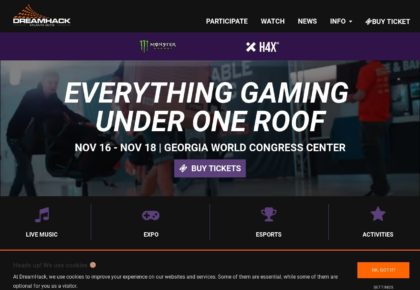 DREAMHACK
PARTICIPATE WATCH NEWS INFO BUY TICKET
MONSTER ENERGY H4X
EVERYTHING GAMING
UNDER ONE ROOF
NOV 16 - NOV 18 | GEORGIA WORLD CONGRESS CENTER
BUY TICKETS
LIVE MUSIC EXPO ESPORTS ACTIVITIES
Heads up! We use cookies
At DreamHack, we use cookies to improve your experience on our websites and services. Some of them are essential, while some of them are
optional for you as a visitor.
OK, GOT IT!
SETTINGS